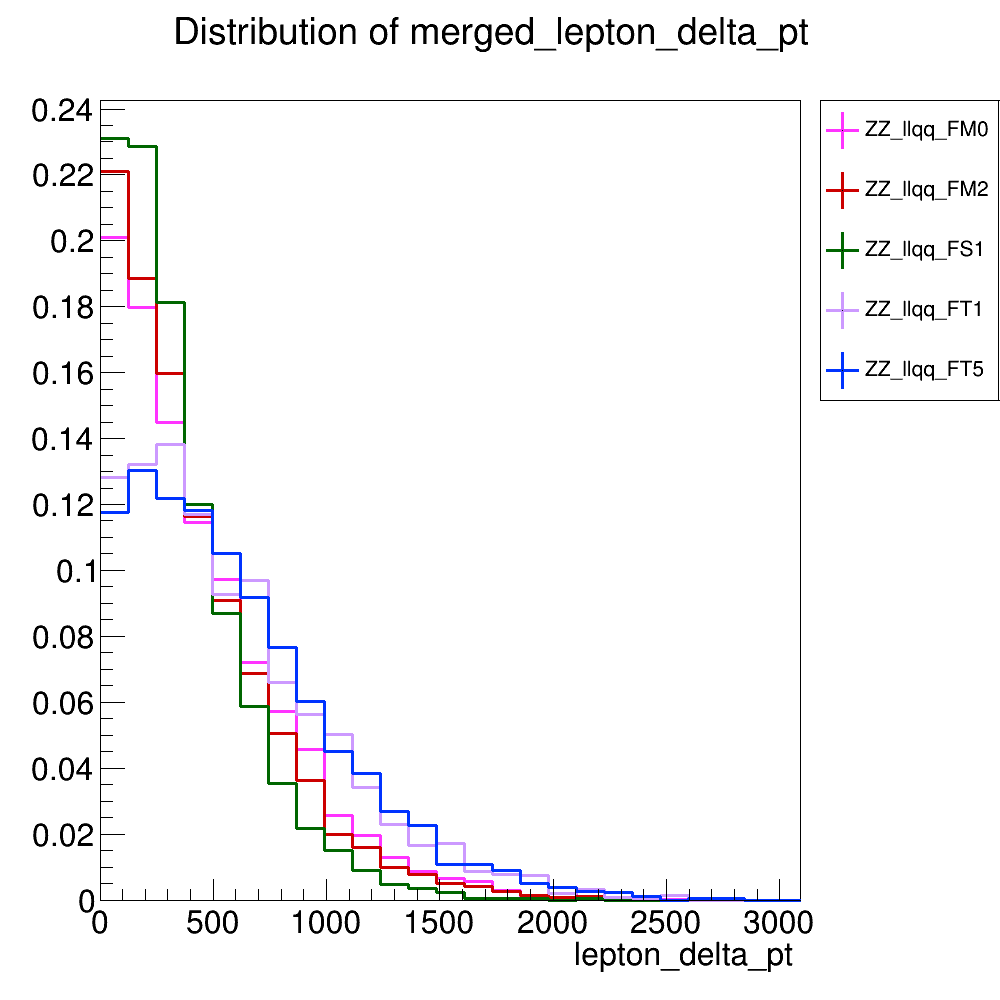 Distribution of merged_lepton_delta_pt
0.24
0.22
0.2
0.18
0.16
0.14
0.12
0.1
0.08
0.06
0.04
0.02
0
0 500 1000 1500 2000 2500 3000
lepton_delta_pt
ZZ_llqq_FM0
ZZ_llqq_FM2
ZZ_llqq_FS1
ZZ_llqq_FT1
ZZ_llqq_FT5